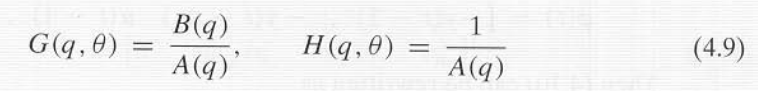 G(q, θ) = B(q)/A(q), H(q, θ) = 1/A(q) (4.9)